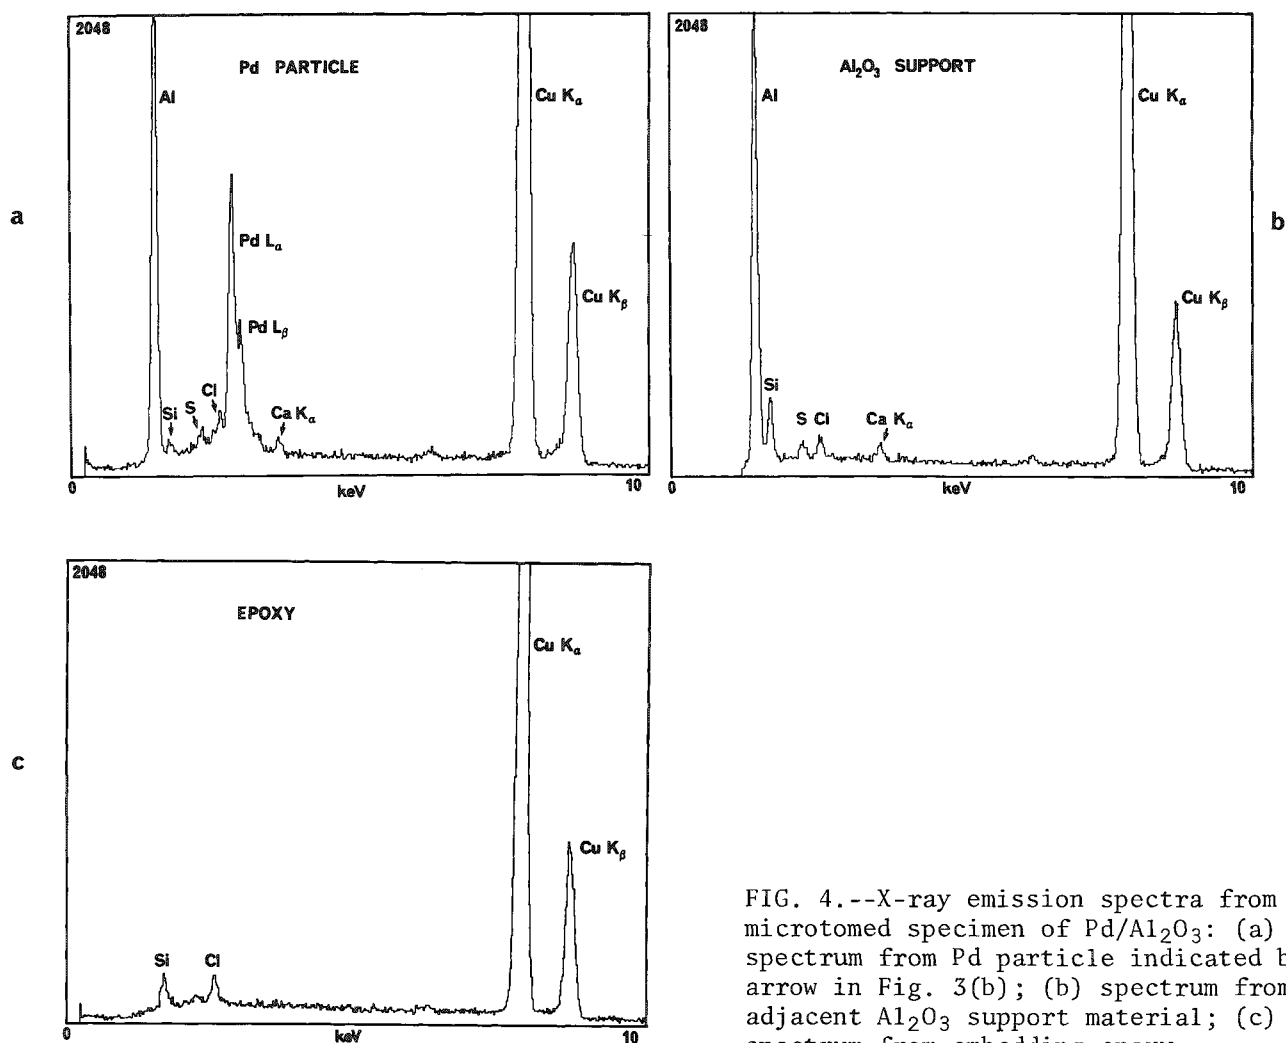 2048
Pd PARTICLE
Al
Cu Kα
Pd Lα
Pd Lβ
Cu Kβ
Cl
S
Si
Ca Kα
a
0
keV
10
2048
Al₂O₃ SUPPORT
Al
Cu Kα
Cu Kβ
Si
S Cl
Ca Kα
b
0
keV
10
2048
EPOXY
Cu Kα
Cu Kβ
Si
Cl
c
0
keV
10
FIG. 4.--X-ray emission spectra from
microtomed specimen of Pd/Al₂O₃: (a)
spectrum from Pd particle indicated
arrow in Fig. 3(b); (b) spectrum from
adjacent Al₂O₃ support material; (c)